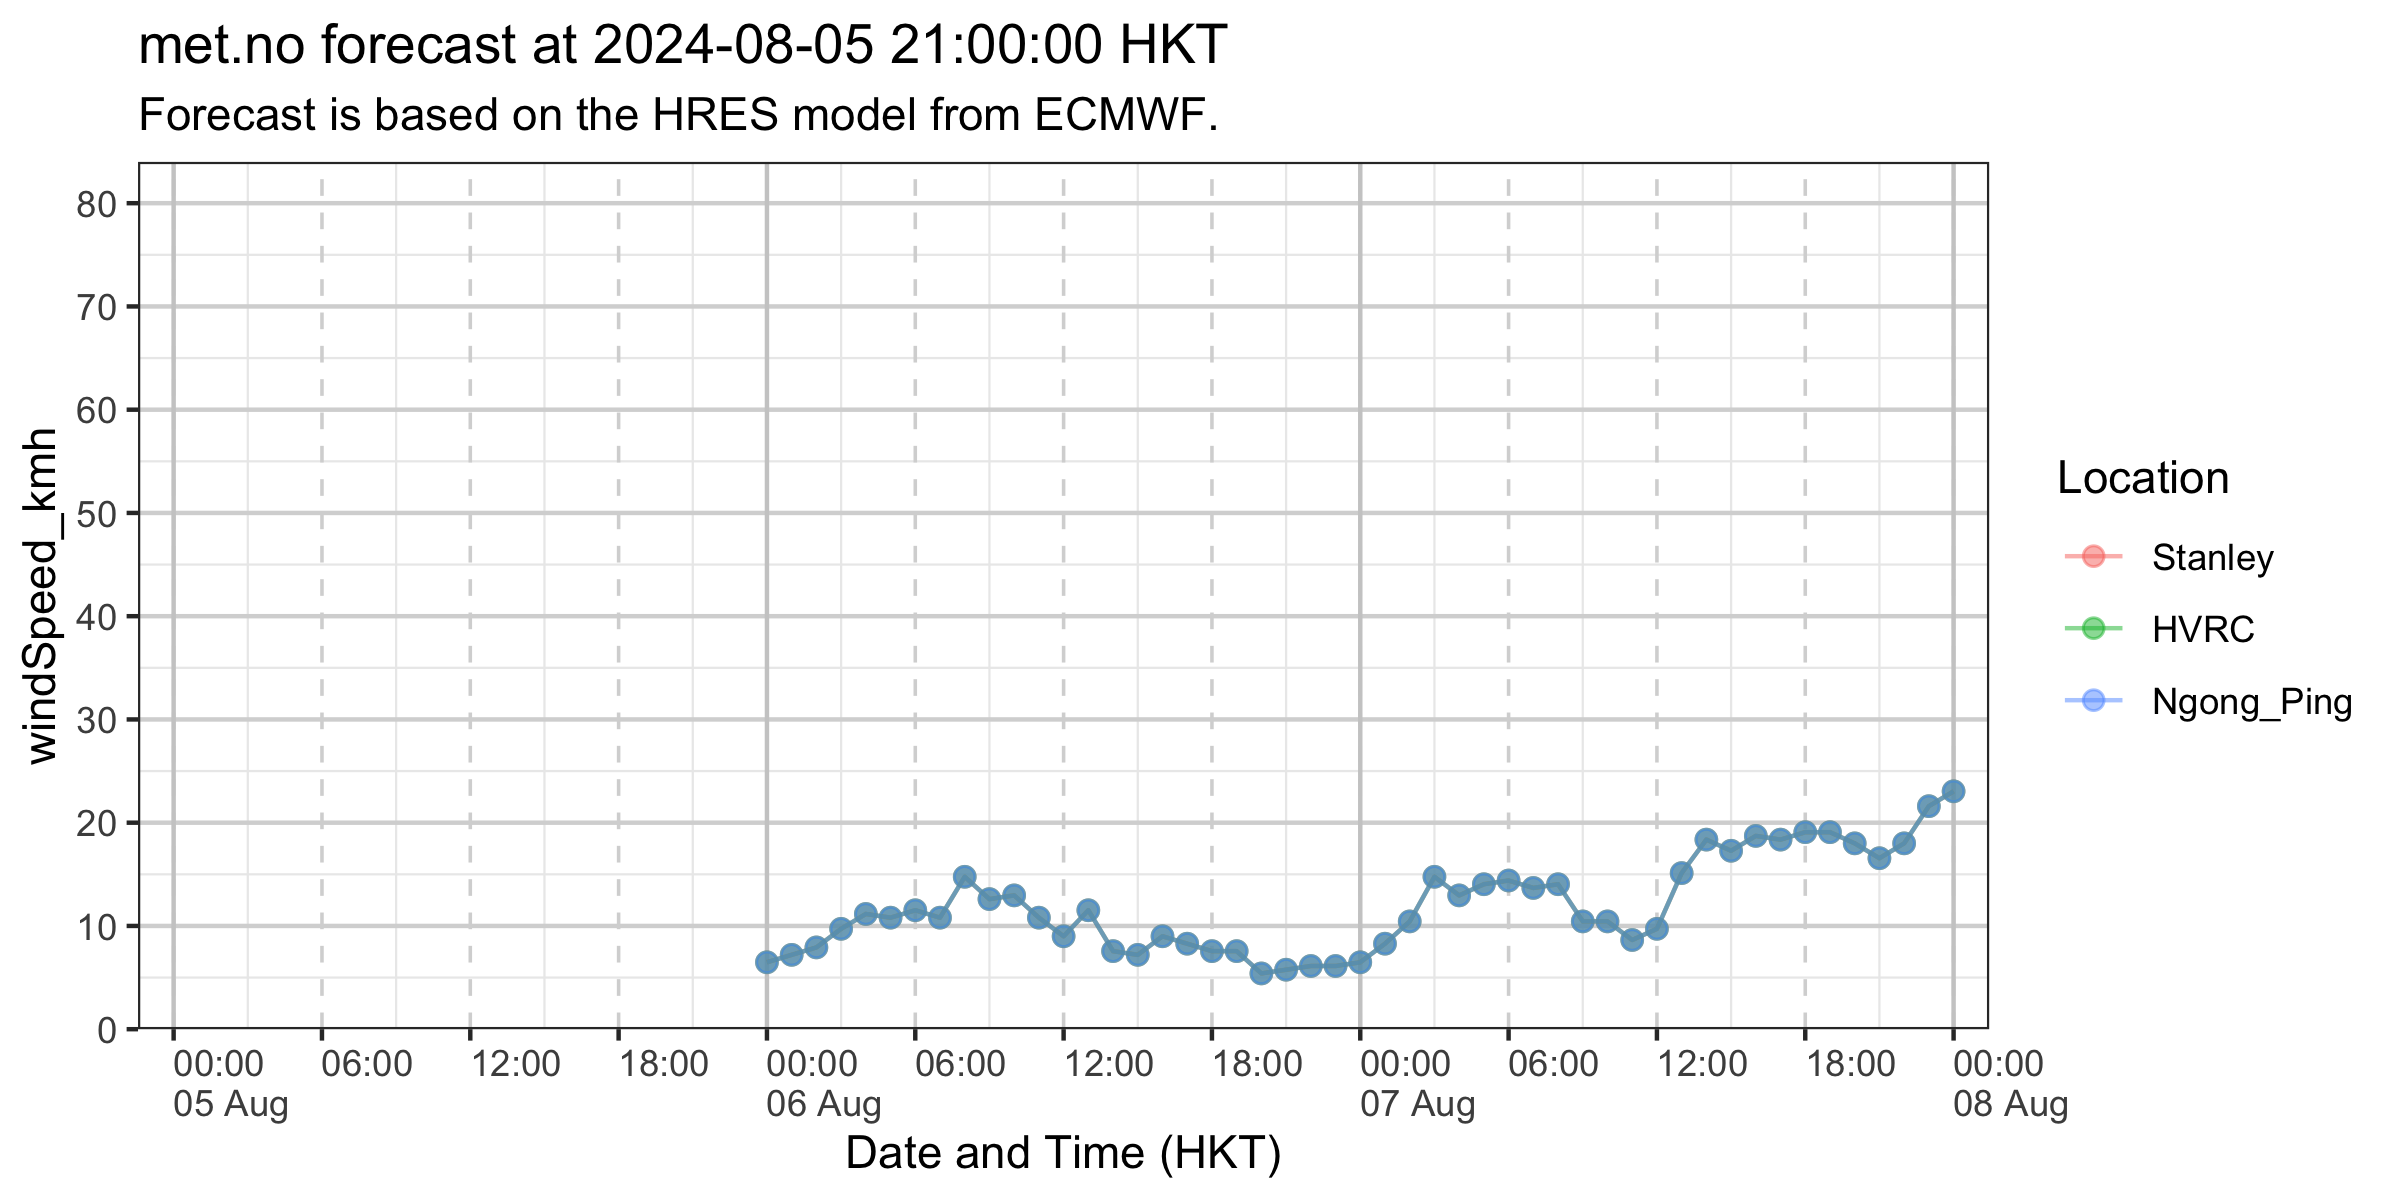 met.no forecast at 2024-08-05 21:00:00 HKT
Forecast is based on the HRES model from ECMWF.
windSpeed_kmh
80
70
60
50
40
30
20
10
0
00:00 06:00 12:00 18:00 00:00 06:00 12:00 18:00 00:00 06:00 12:00 18:00 00:00
05 Aug 06 Aug 07 Aug 08 Aug
Date and Time (HKT)
Location
Stanley
HVRC
Ngong_Ping